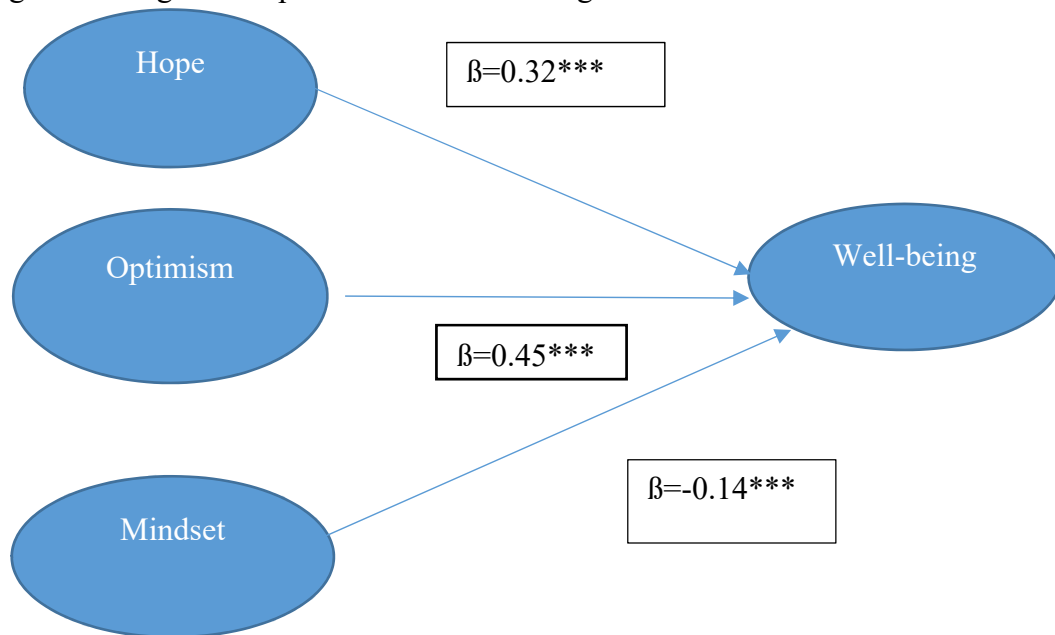 Hope
ß=0.32***
Optimism
Well-being
ß=0.45***
ß=-0.14***
Mindset